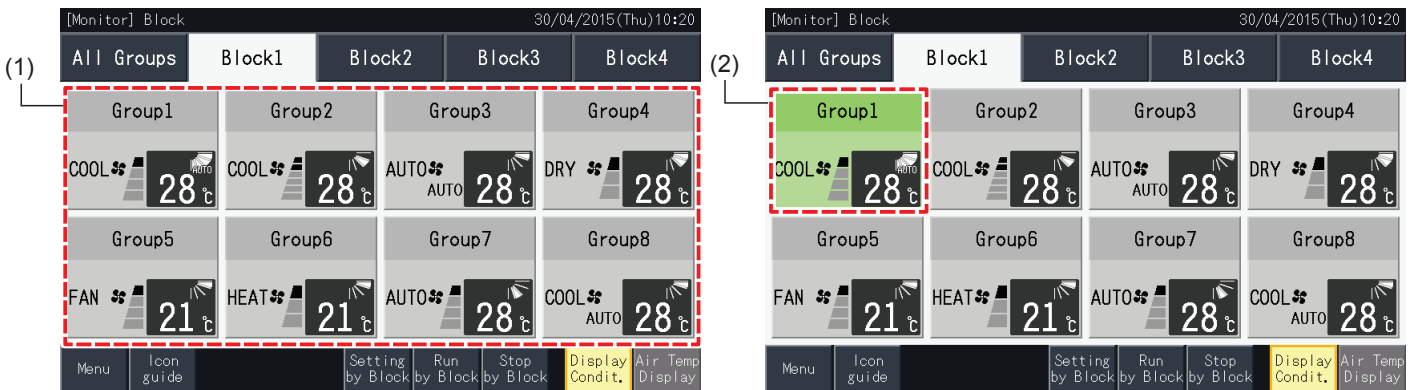 [Monitor] Block 30/04/2015(Thu)10:20
All Groups Block1 Block2 Block3 Block4
(1)
Group1 Group2 Group3 Group4
COOL AUTO 28℃ COOL 28℃ AUTO AUTO 28℃ DRY 28℃
Group5 Group6 Group7 Group8
FAN 21℃ HEAT 21℃ AUTO 28℃ COOL AUTO 28℃
Menu Icon guide Setting by Block Run by Block Stop by Block Display Condit. Air Temp Display
[Monitor] Block 30/04/2015(Thu)10:20
All Groups Block1 Block2 Block3 Block4
(2)
Group1 Group2 Group3 Group4
COOL AUTO 28℃ COOL 28℃ AUTO AUTO 28℃ DRY 28℃
Group5 Group6 Group7 Group8
FAN 21℃ HEAT 21℃ AUTO 28℃ COOL AUTO 28℃
Menu Icon guide Setting by Block Run by Block Stop by Block Display Condit. Air Temp Display